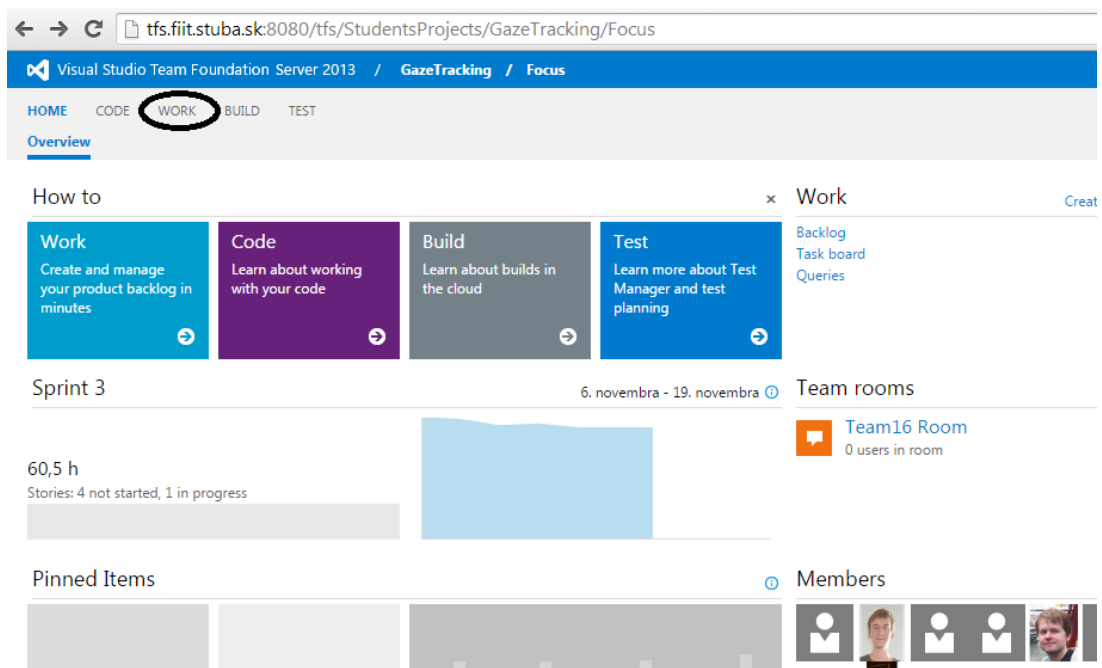 tfs.fiit.stuba.sk:8080/tfs/StudentsProjects/GazeTracking/Focus
Visual Studio Team Foundation Server 2013 / GazeTracking / Focus
HOME CODE WORK BUILD TEST
Overview
How to
Work
Create and manage
your product backlog in
minutes
Code
Learn about working
with your code
Build
Learn about builds in
the cloud
Test
Learn more about Test
Manager and test
planning
Work
Creat
Backlog
Task board
Queries
Sprint 3
6. novembra - 19. novembra
60,5 h
Stories: 4 not started, 1 in progress
Team rooms
Team16 Room
0 users in room
Pinned Items
Members